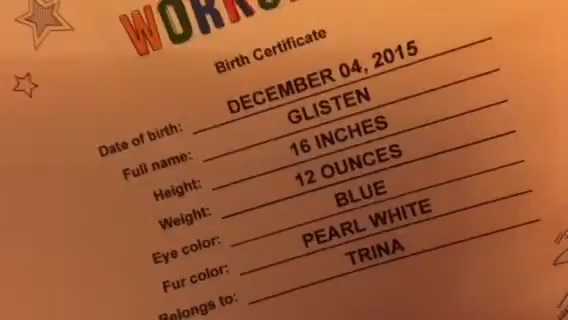 Birth Certificate
Date of birth: DECEMBER 04, 2015
Full name: GLISTEN
Height: 16 INCHES
Weight: 12 OUNCES
Eye color: BLUE
Fur color: PEARL WHITE
Belongs to: TRINA